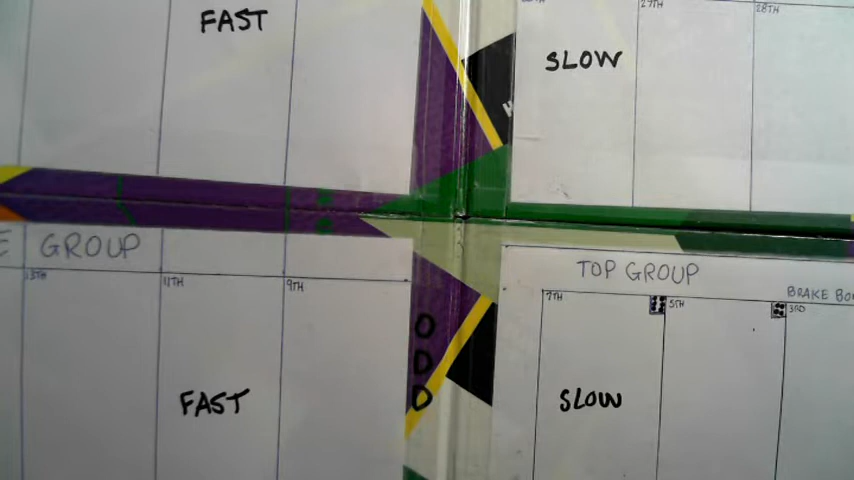 FAST
SLOW
27TH
28TH
GROUP
TOP GROUP
13TH
11TH
9TH
7TH
5TH
3RD
BRAKE
FAST
SLOW
ODD